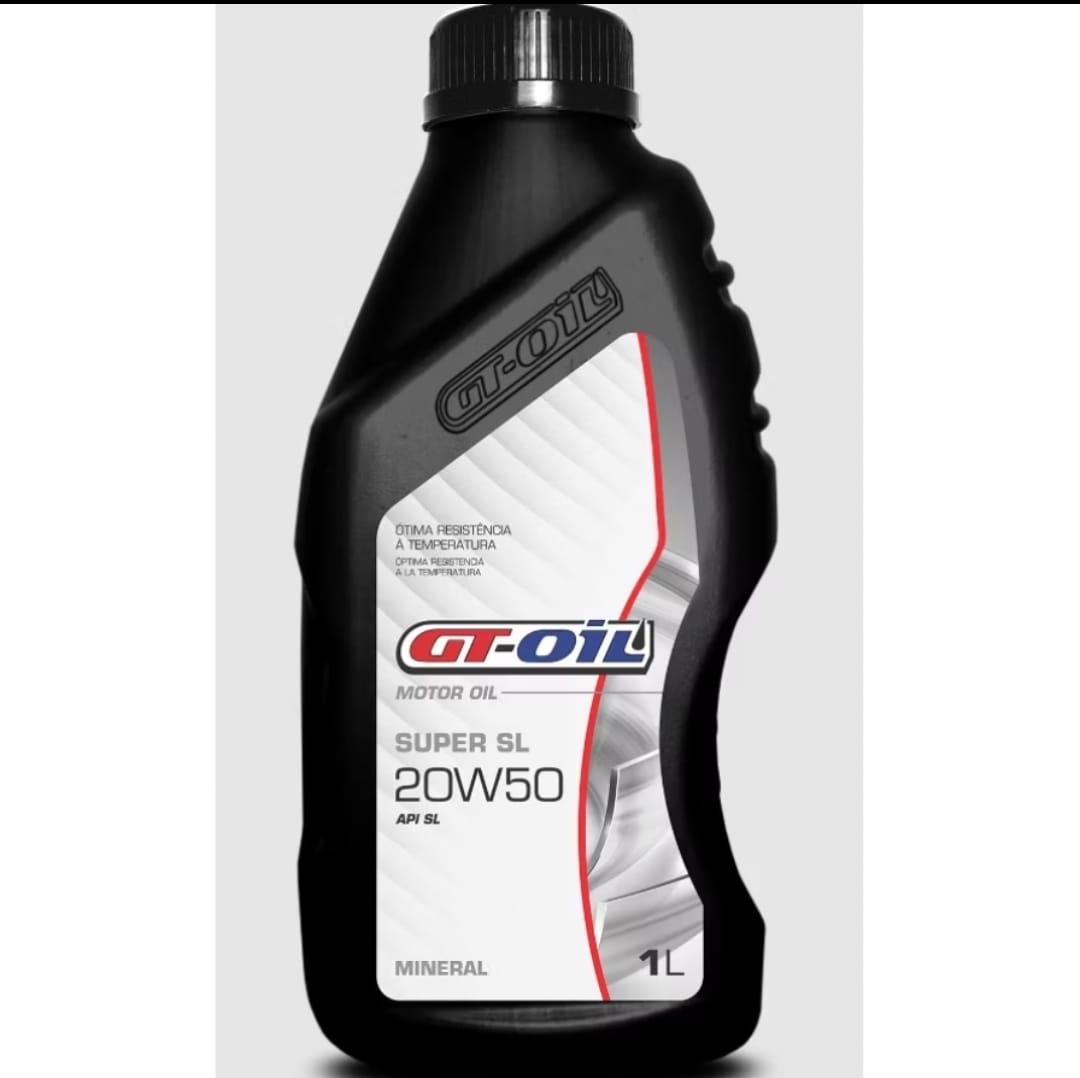 GT-OiL
ÓTIMA RESISTÊNCIA
À TEMPERATURA
ÓPTIMA RESISTENCIA
A LA TEMPERATURA
GT-OiL
MOTOR OIL
SUPER SL
20W50
API SL
MINERAL
1L